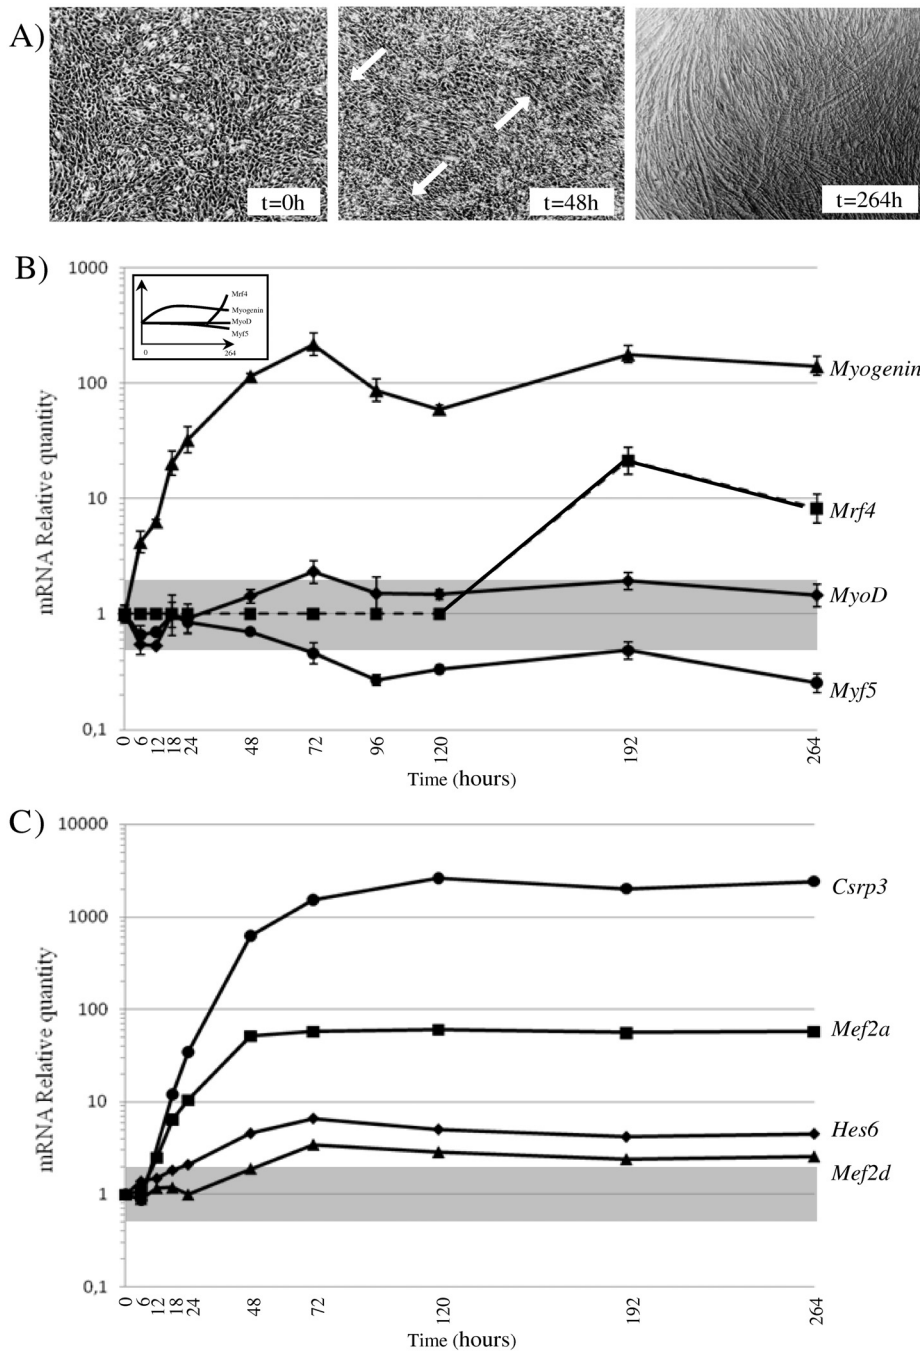 A)
t=0h
t=48h
t=264h
B)
1000
100
10
1
0,1
mRNA Relative quantity
Mrf4
Myogenin
MyoD
Myf5
0
264
Myogenin
Mrf4
MyoD
Myf5
0
6
12
18
24
48
72
96
120
192
264
Time (hours)
C)
10000
1000
100
10
1
0,1
mRNA Relative quantity
Csrp3
Mef2a
Hes6
Mef2d
0
6
12
18
24
48
72
120
192
264
Time (hours)